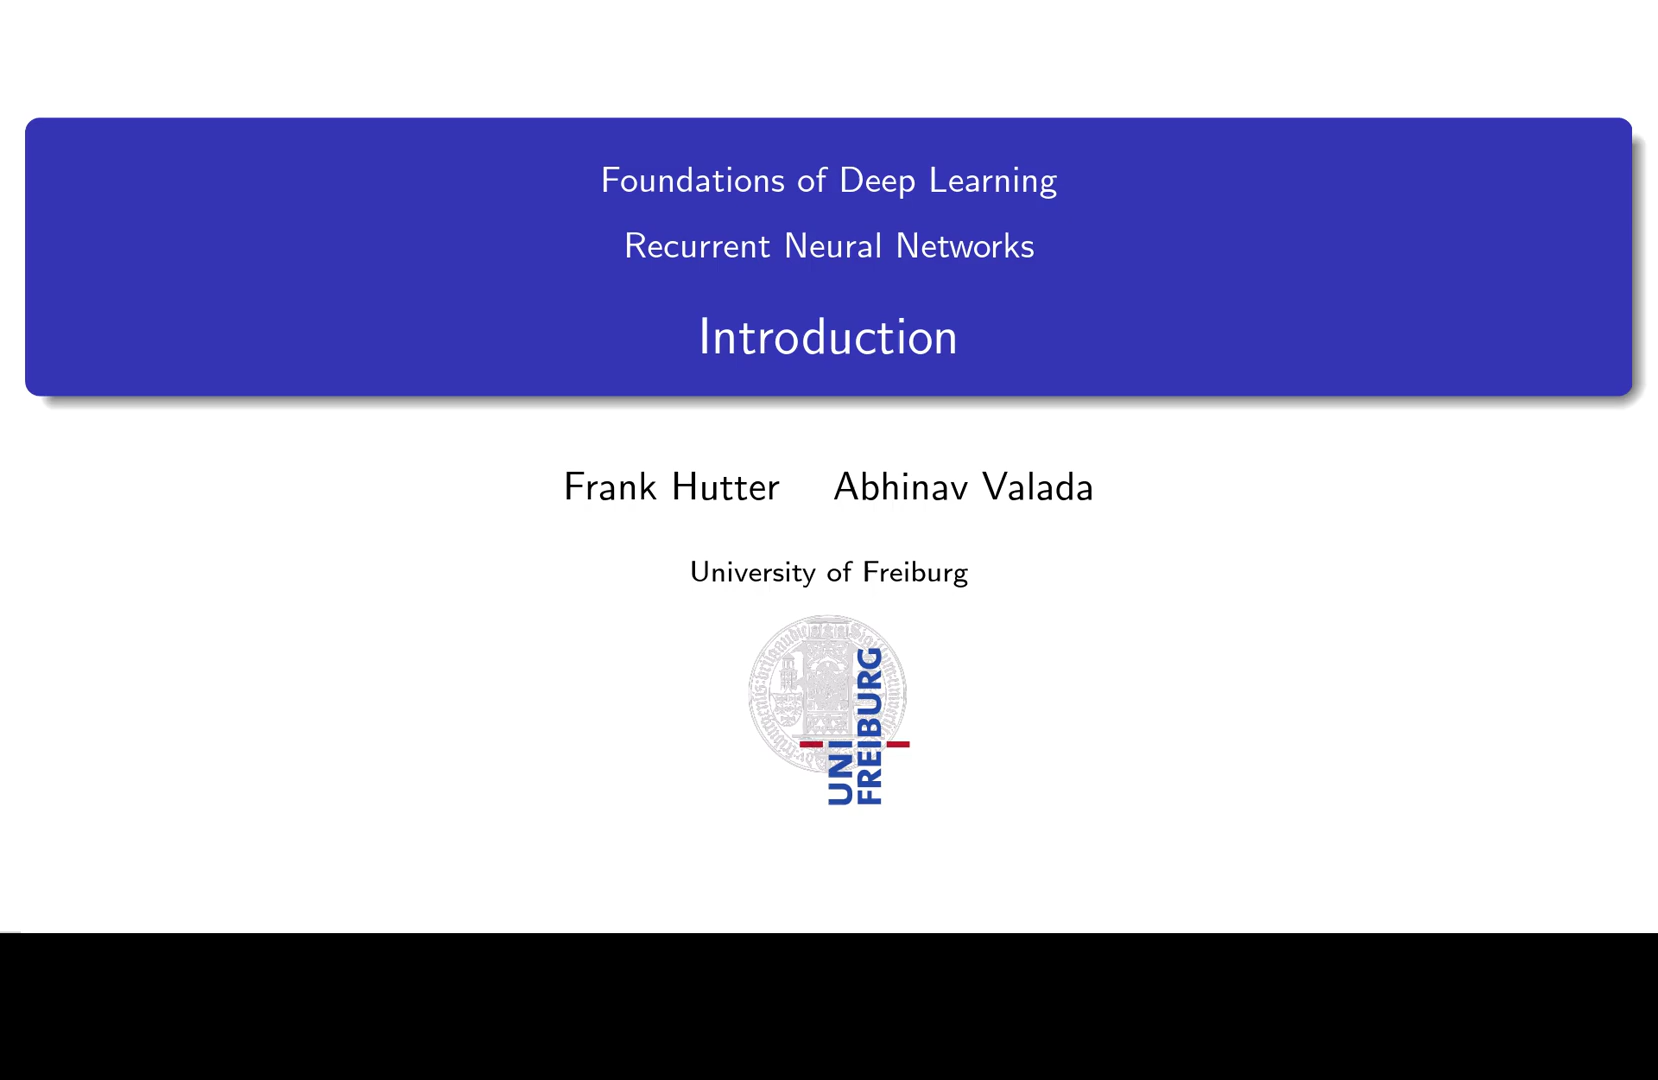 Foundations of Deep Learning
Recurrent Neural Networks
Introduction
Frank Hutter Abhinav Valada
University of Freiburg
UNI
FREIBURG